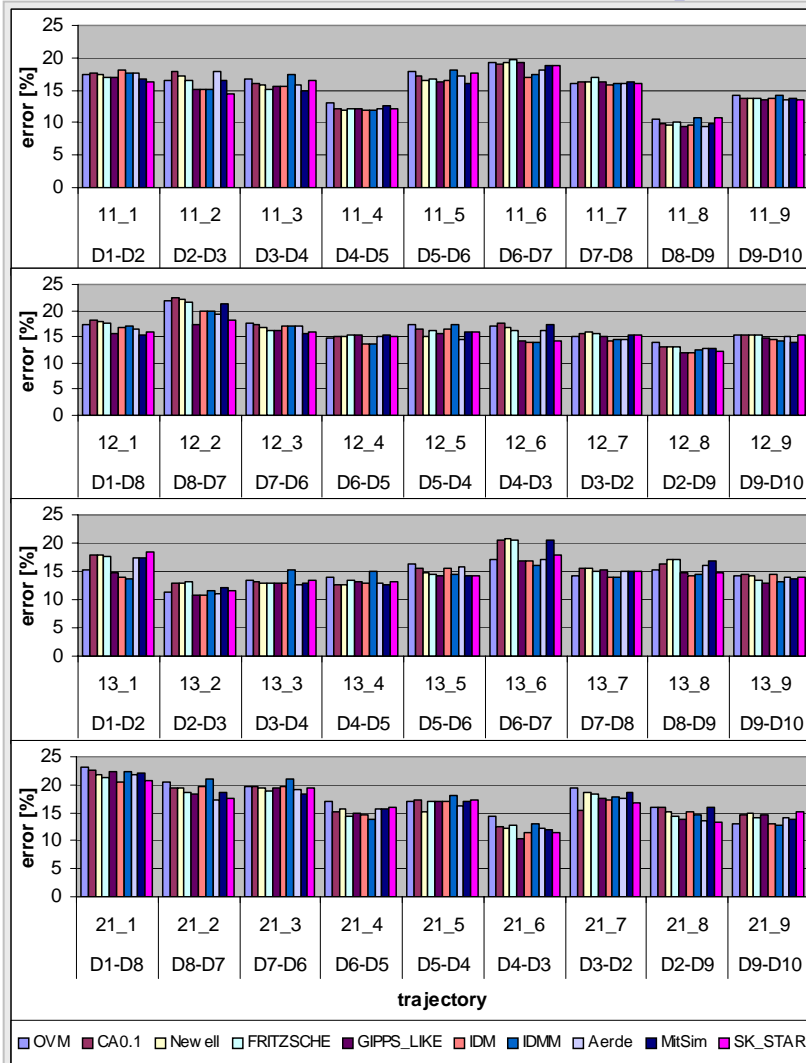 25
20
15
10
5
0
error [%]
11_1 11_2 11_3 11_4 11_5 11_6 11_7 11_8 11_9
D1-D2 D2-D3 D3-D4 D4-D5 D5-D6 D6-D7 D7-D8 D8-D9 D9-D10
25
20
15
10
5
0
error [%]
12_1 12_2 12_3 12_4 12_5 12_6 12_7 12_8 12_9
D1-D8 D8-D7 D7-D6 D6-D5 D5-D4 D4-D3 D3-D2 D2-D9 D9-D10
25
20
15
10
5
0
error [%]
13_1 13_2 13_3 13_4 13_5 13_6 13_7 13_8 13_9
D1-D2 D2-D3 D3-D4 D4-D5 D5-D6 D6-D7 D7-D8 D8-D9 D9-D10
25
20
15
10
5
0
error [%]
21_1 21_2 21_3 21_4 21_5 21_6 21_7 21_8 21_9
D1-D8 D8-D7 D7-D6 D6-D5 D5-D4 D4-D3 D3-D2 D2-D9 D9-D10
trajectory
OVM CA0.1 Newell FRITZSCHE GIPPS_LIKE IDM IDMM Aerde MitSim SK_STAR